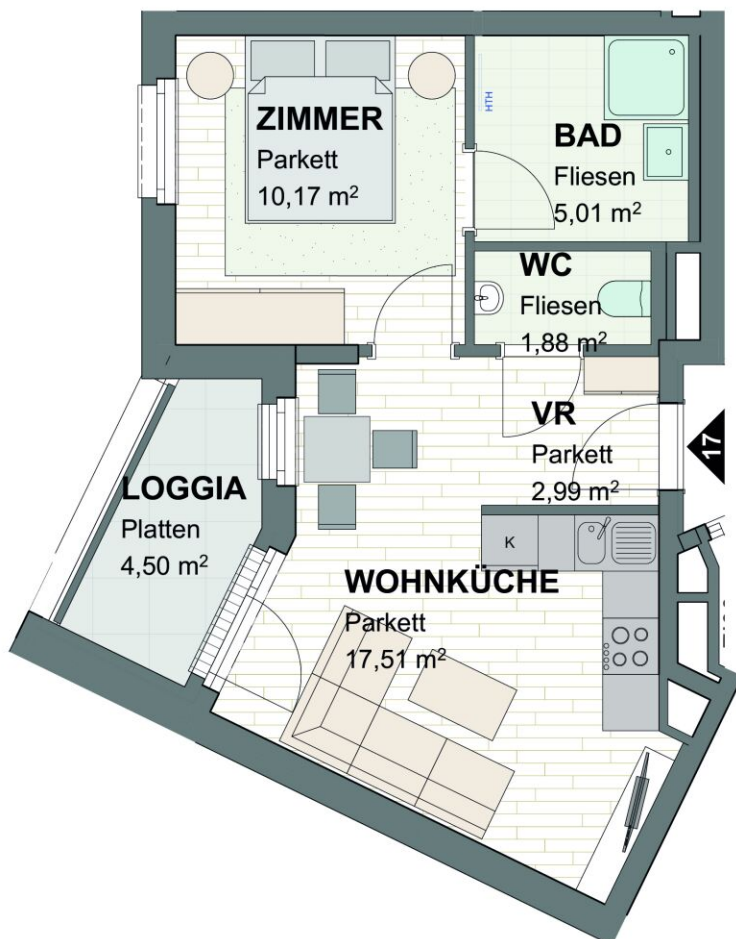 ZIMMER
Parkett
10,17 m²
HTH
BAD
Fliesen
5,01 m²
WC
Fliesen
1,88 m²
VR
Parkett
2,99 m²
17
LOGGIA
Platten
4,50 m²
K
WOHNKÜCHE
Parkett
17,51 m²